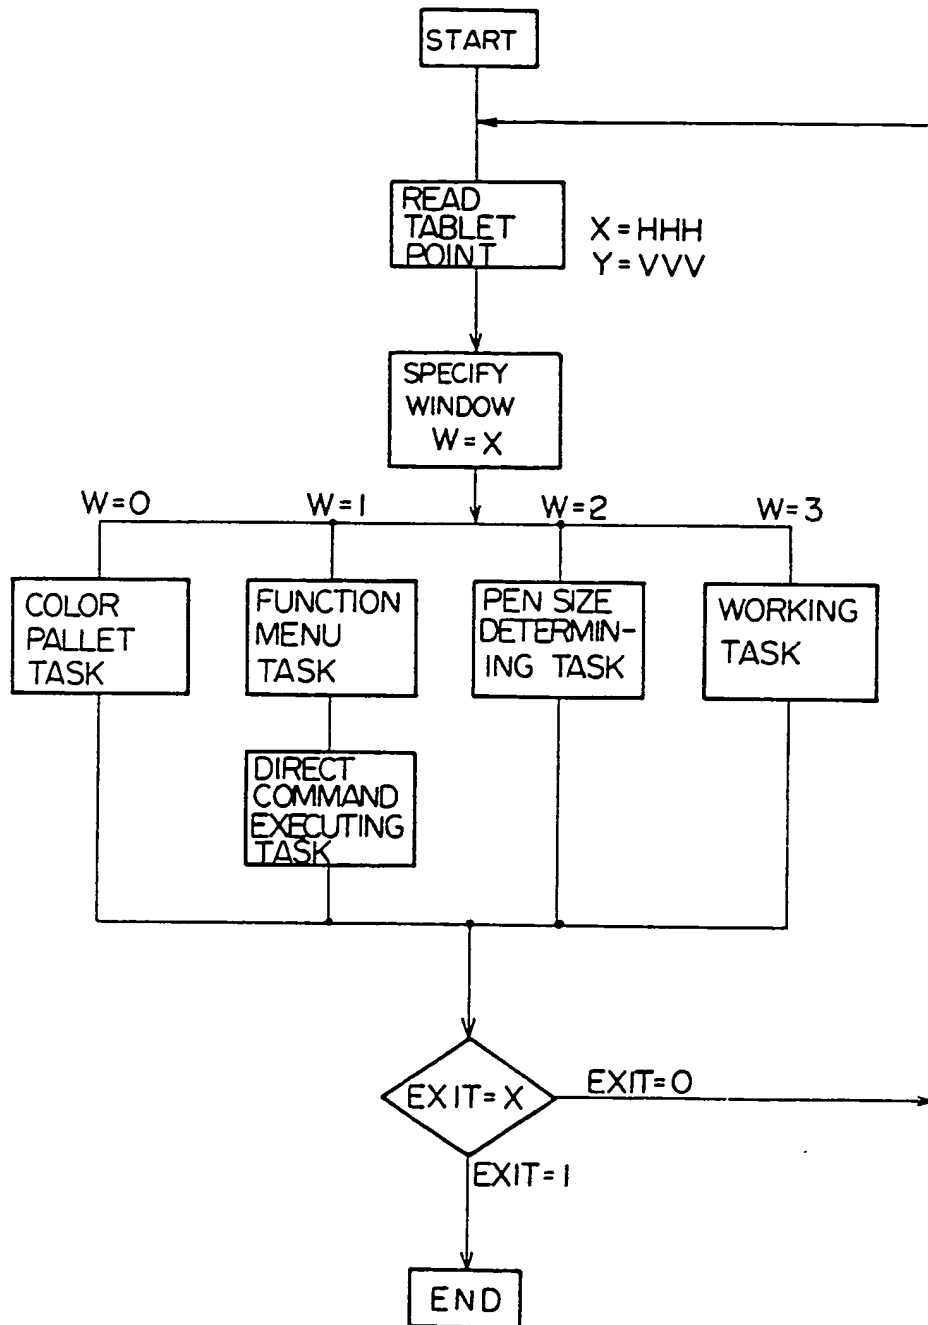 START
READ
TABLET
POINT
X=HHH
Y=VVV
SPECIFY
WINDOW
W=X
W=0
W=1
W=2
W=3
COLOR
PALLET
TASK
FUNCTION
MENU
TASK
PEN SIZE
DETERMIN-
ING TASK
WORKING
TASK
DIRECT
COMMAND
EXECUTING
TASK
EXIT=X
EXIT=0
EXIT=1
END